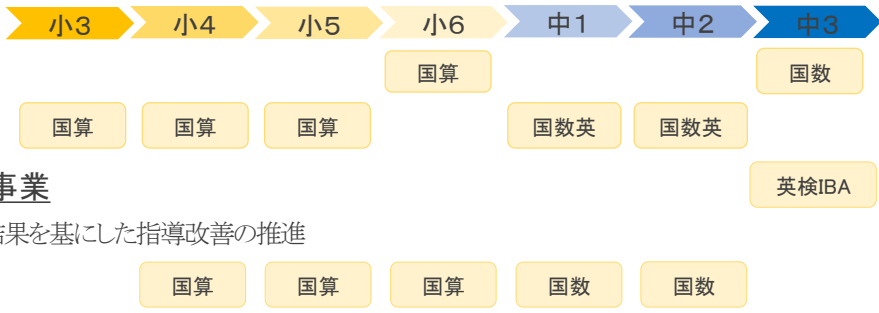 小3 小4 小5 小6 中1 中2 中3
国算 国数
国算 国算 国算 国数英 国数英
事業 英検IBA
結果を基にした指導改善の推進
国算 国算 国算 国数 国数